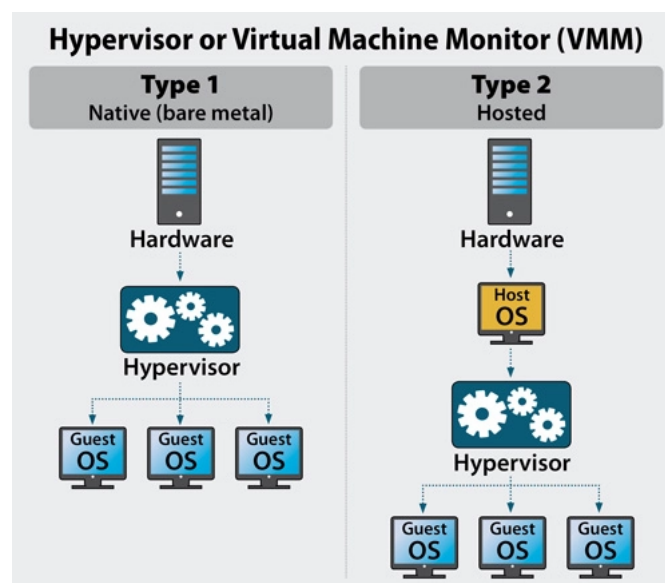 Hypervisor or Virtual Machine Monitor (VMM)
Type 1
Native (bare metal)
Hardware
Hypervisor
Guest
OS
Guest
OS
Guest
OS
Type 2
Hosted
Hardware
Host
OS
Hypervisor
Guest
OS
Guest
OS
Guest
OS